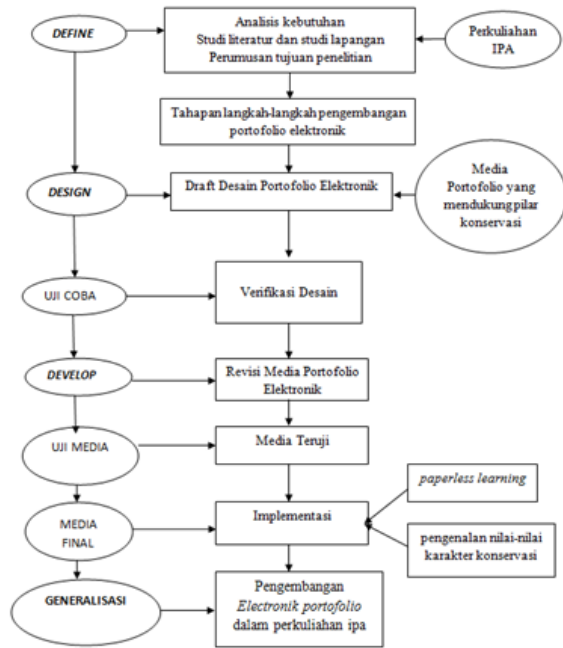 DEFINE
Analisis kebutuhan
Studi literatur dan studi lapangan
Perumusan tujuan penelitian
Perkuliahan
IPA
Tahapan langkah-langkah pengembangan
portofolio elektronik
DESIGN
Draft Desain Portofolio Elektronik
Media
Portofolio yang
mendukung pilar
konservasi
UJI COBA
Verifikasi Desain
DEVELOP
Revisi Media Portofolio
Elektronik
UJI MEDIA
Media Teruji
MEDIA
FINAL
Implementasi
paperless learning
pengenalan nilai-nilai
karakter konservasi
GENERALISASI
Pengembangan
Electronik portofolio
dalam perkuliahan ipa